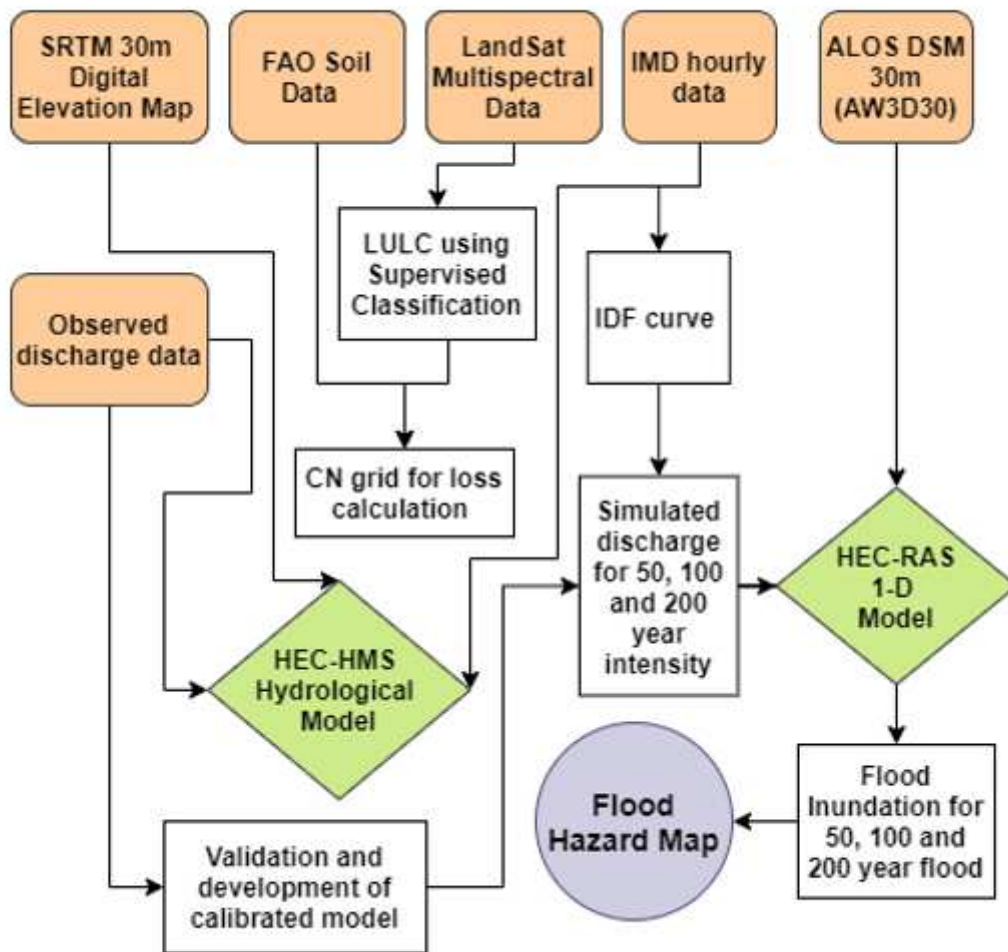 SRTM 30m
Digital
Elevation Map
FAO Soil
Data
LandSat
Multispectral
Data
IMD hourly
data
ALOS DSM
30m
(AW3D30)
LULC using
Supervised
Classification
Observed
discharge data
IDF curve
CN grid for loss
calculation
Simulated
discharge
for 50, 100
and 200
year
intensity
HEC-RAS
1-D
Model
HEC-HMS
Hydrological
Model
Flood
Hazard Map
Flood
Inundation for
50, 100 and
200 year flood
Validation and
development of
calibrated model